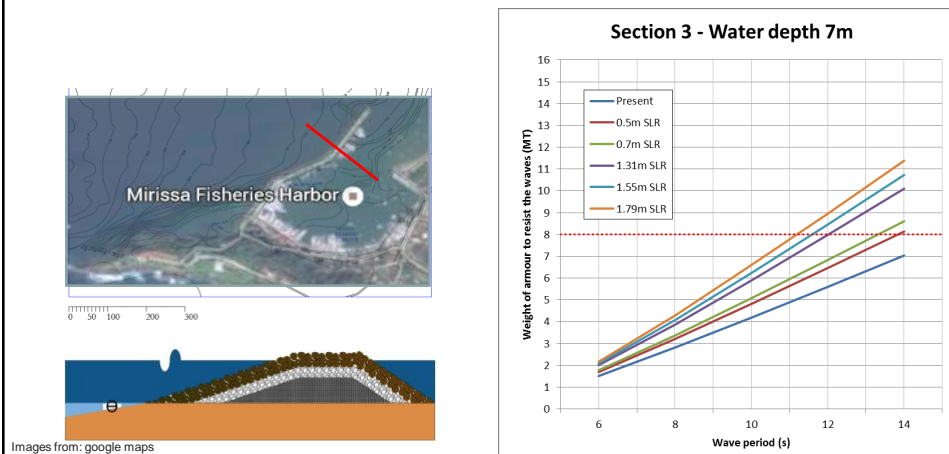 Mirissa Fisheries Harbor
0 50 100 200 300
Θ
Images from: google maps
Section 3 - Water depth 7m
Weight of armour to resist the waves (MT)
16
15
14
13
12
11
10
9
8
7
6
5
4
3
2
1
0
Present
0.5m SLR
0.7m SLR
1.31m SLR
1.55m SLR
1.79m SLR
6 8 10 12 14
Wave period (s)